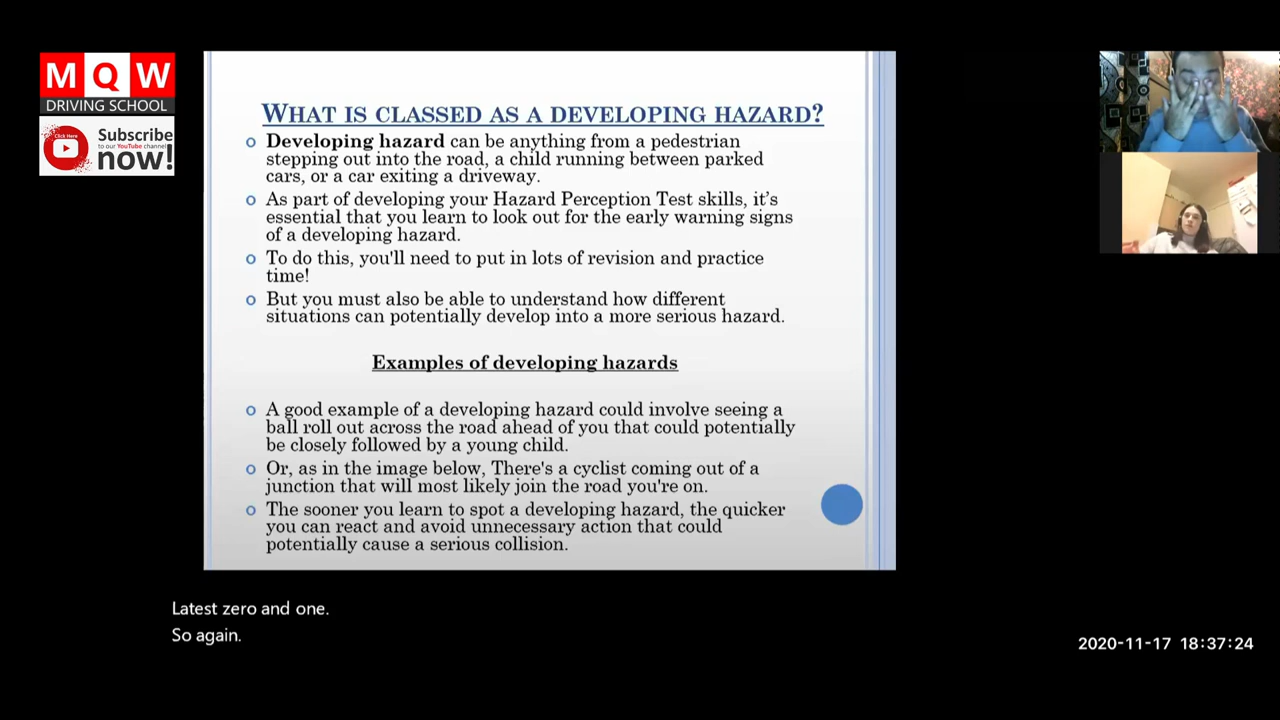 M Q W
DRIVING SCHOOL
Click Here
Subscribe
to our YouTube channel
now!
WHAT IS CLASSED AS A DEVELOPING HAZARD?
Developing hazard can be anything from a pedestrian
stepping out into the road, a child running between parked
cars, or a car exiting a driveway.
As part of developing your Hazard Perception Test skills, it's
essential that you learn to look out for the early warning signs
of a developing hazard.
To do this, you'll need to put in lots of revision and practice
time!
But you must also be able to understand how different
situations can potentially develop into a more serious hazard.
Examples of developing hazards
A good example of a developing hazard could involve seeing a
ball roll out across the road ahead of you that could potentially
be closely followed by a young child.
Or, as in the image below, There's a cyclist coming out of a
junction that will most likely join the road you're on.
The sooner you learn to spot a developing hazard, the quicker
you can react and avoid unnecessary action that could
potentially cause a serious collision.
Latest zero and one.
So again.
2020-11-17 18:37:24